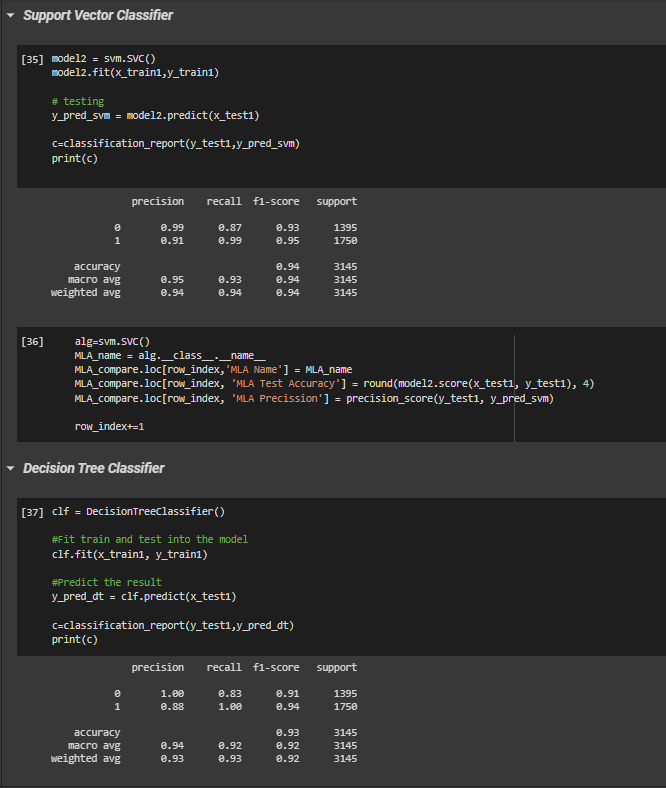 Support Vector Classifier
[35] model2 = svm.SVC()
model2.fit(x_train1,y_train1)
# testing
y_pred_svm = model2.predict(x_test1)
c=classification_report(y_test1,y_pred_svm)
print(c)
precision recall f1-score support
0 0.99 0.87 0.93 1395
1 0.91 0.99 0.95 1750
accuracy 0.94 3145
macro avg 0.95 0.93 0.94 3145
weighted avg 0.94 0.94 0.94 3145
[36] alg=svm.SVC()
MLA_name = alg.__class__.__name__
MLA_compare.loc[row_index,'MLA Name'] = MLA_name
MLA_compare.loc[row_index, 'MLA Test Accuracy'] = round(model2.score(x_test1, y_test1), 4)
MLA_compare.loc[row_index, 'MLA Precission'] = precision_score(y_test1, y_pred_svm)
row_index+=1
Decision Tree Classifier
[37] clf = DecisionTreeClassifier()
#Fit train and test into the model
clf.fit(x_train1, y_train1)
#Predict the result
y_pred_dt = clf.predict(x_test1)
c=classification_report(y_test1,y_pred_dt)
print(c)
precision recall f1-score support
0 1.00 0.83 0.91 1395
1 0.88 1.00 0.94 1750
accuracy 0.93 3145
macro avg 0.94 0.92 0.92 3145
weighted avg 0.93 0.93 0.92 3145